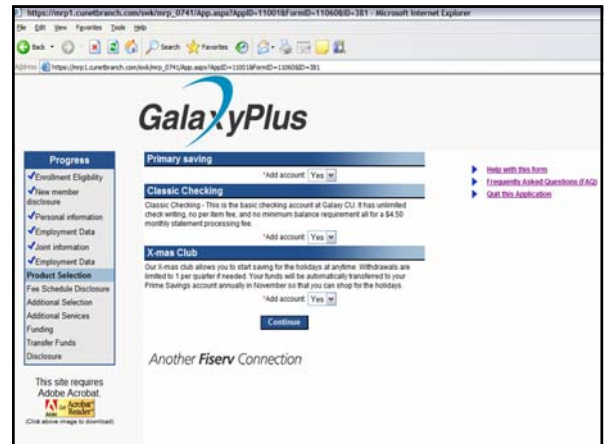 https://mrp1.cunetbranch.com/swk/mrp_0741/App.aspx?AppID=11001&FormID=11060&ID=381 - Microsoft Internet Explorer
File Edit View Favorites Tools Help
Back Search Favorites
Address https://mrp1.cunetbranch.com/swk/mrp_0741/App.aspx?AppID=11001&FormID=11060&ID=381
GalaxyPlus
Progress
Enrollment Eligibility
New member
disclosure
Personal information
Employment Data
Joint information
Employment Data
Product Selection
Fee Schedule Disclosure
Additional Selection
Additional Services
Funding
Transfer Funds
Disclosure
This site requires
Adobe Acrobat.
Get Acrobat Reader
Adobe
(Click above image to download)
Primary saving
*Add account: Yes
Classic Checking
Classic Checking - This is the basic checking account at Galaxy CU. It has unlimited
check writing, no per item fee, and no minimum balance requirement all for a $4.50
monthly statement processing fee.
*Add account: Yes
X-mas Club
Our X-mas club allows you to start saving for the holidays at anytime. Withdrawals are
limited to 1 per quarter if needed. Your funds will be automatically transferred to your
Prime Savings account annually in November so that you can shop for the holidays.
*Add account: Yes
Continue
Another Fiserv Connection
Help with this form
Frequently Asked Questions (FAQ)
Quit this Application